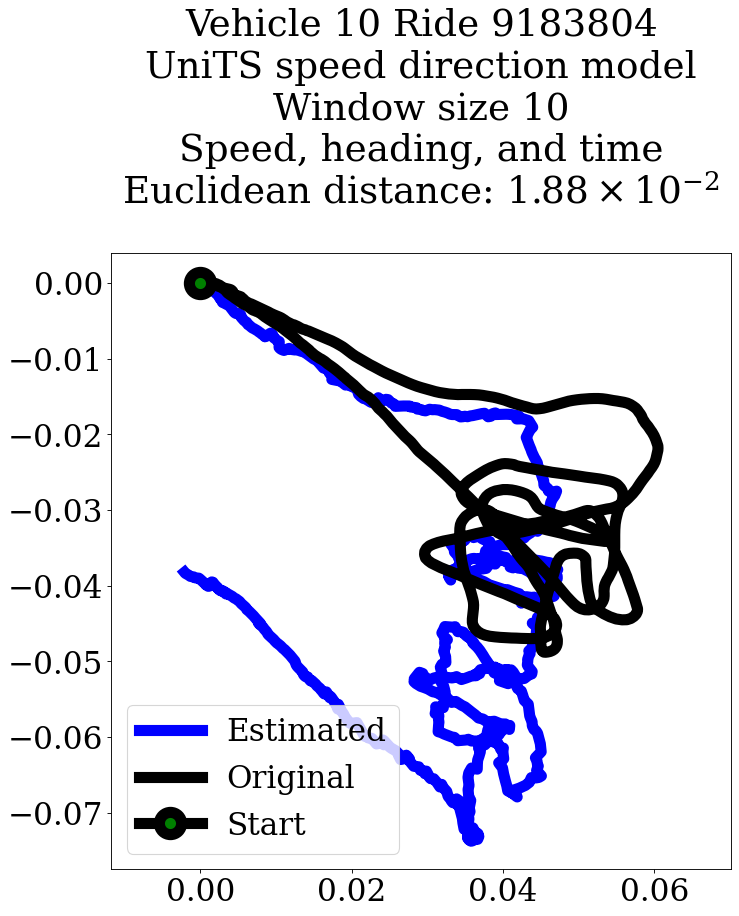 Vehicle 10 Ride 9183804
UniTS speed direction model
Window size 10
Speed, heading, and time
Euclidean distance: 1.88 × 10⁻²
0.00
−0.01
−0.02
−0.03
−0.04
−0.05
−0.06
−0.07
Estimated
Original
Start
0.00 0.02 0.04 0.06